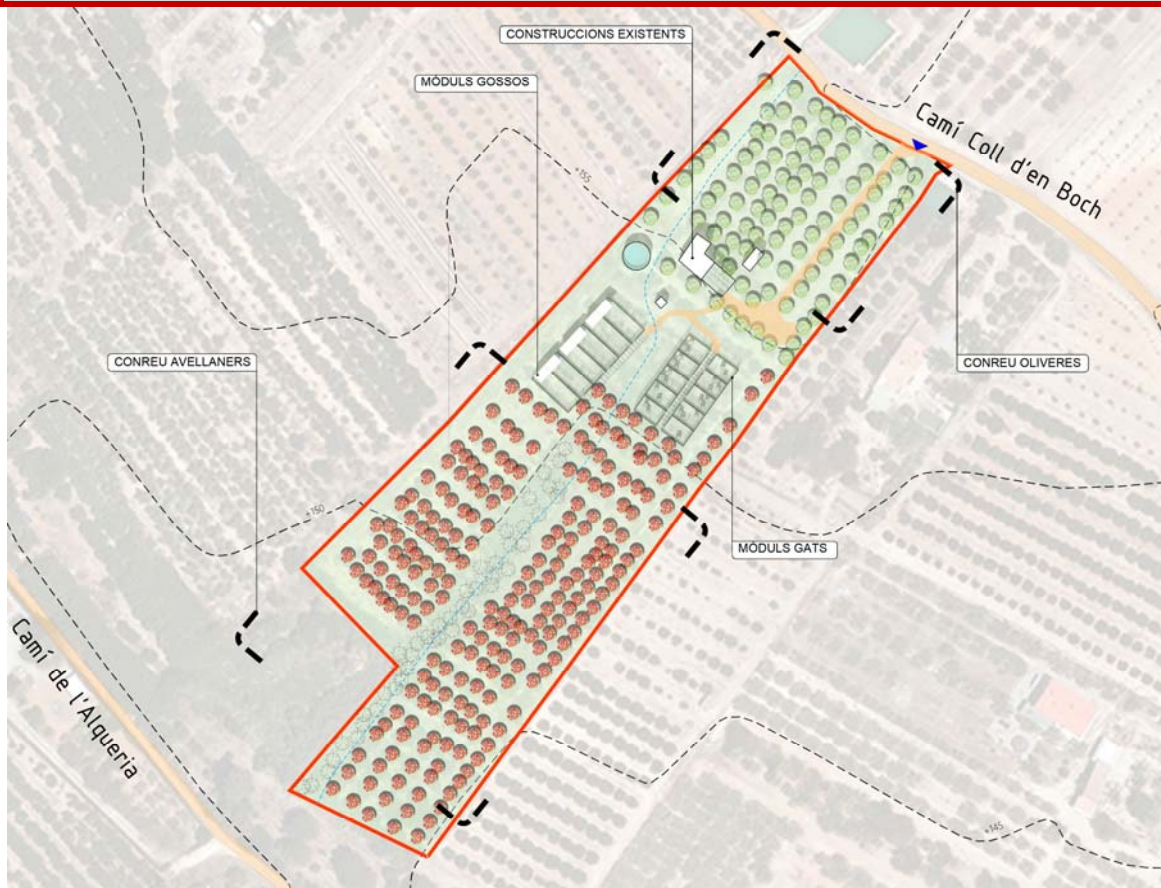 CONSTRUCCIONS EXISTENTS
MÒDULS GOSSOS
Camí Coll d'en Boch
+155
CONREU AVELLANERS
CONREU OLIVERES
+150
MÒDULS GATS
Camí de l'Alqueria
+145